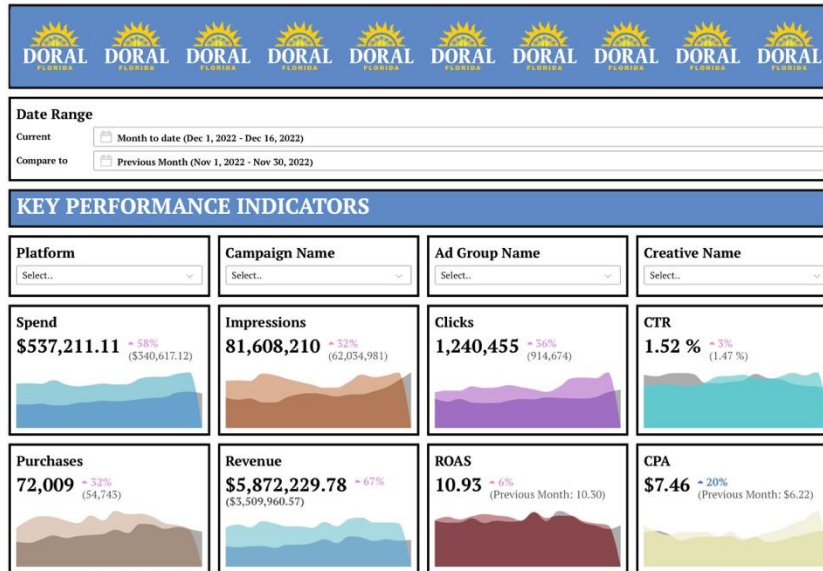 DORAL DORAL DORAL DORAL DORAL DORAL DORAL DORAL DORAL DORAL
FLORIDA FLORIDA FLORIDA FLORIDA FLORIDA FLORIDA FLORIDA FLORIDA FLORIDA FLORIDA
Date Range
Current Month to date (Dec 1, 2022 - Dec 16, 2022)
Compare to Previous Month (Nov 1, 2022 - Nov 30, 2022)
KEY PERFORMANCE INDICATORS
Platform Campaign Name Ad Group Name Creative Name
Select.. Select.. Select.. Select..
Spend Impressions Clicks CTR
$537,211.11 58% 81,608,210 32% 1,240,455 36% 1.52 % 3%
($340,617.12) (62,034,981) (914,674) (1.47 %)
Purchases Revenue ROAS CPA
72,009 32% $5,872,229.78 67% 10.93 6% $7.46 20%
(54,743) ($3,509,960.57) (Previous Month: 10.30) (Previous Month: $6.22)